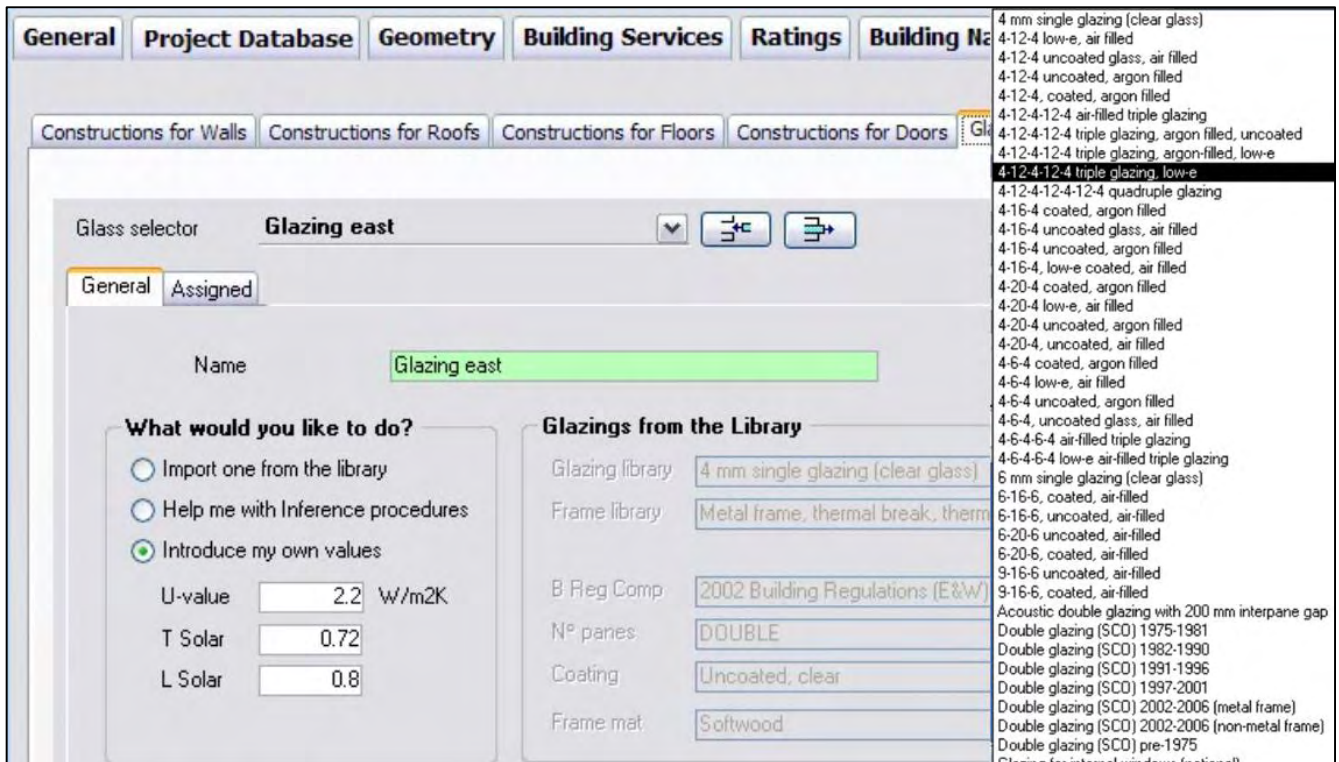 General Project Database Geometry Building Services Ratings Building Na
Constructions for Walls Constructions for Roofs Constructions for Floors Constructions for Doors
Glass selector Glazing east
General Assigned
Name Glazing east
What would you like to do?
Import one from the library
Help me with Inference procedures
Introduce my own values
U-value 2.2 W/m2K
T Solar 0.72
L Solar 0.8
Glazings from the Library
Glazing library 4 mm single glazing (clear glass)
Frame library Metal frame, thermal break, therm
B Reg Comp 2002 Building Regulations (E&W)
Nº panes DOUBLE
Coating Uncoated, clear
Frame mat Softwood
4 mm single glazing (clear glass)
4-12-4 low-e, air filled
4-12-4 uncoated glass, air filled
4-12-4 uncoated, argon filled
4-12-4, coated, argon filled
4-12-4-12-4 air-filled triple glazing
4-12-4-12-4 triple glazing, argon filled, uncoated
4-12-4-12-4 triple glazing, argon-filled, low-e
4-12-4-12-4 triple glazing, low-e
4-12-4-12-4-12-4 quadruple glazing
4-16-4 coated, argon filled
4-16-4 uncoated glass, air filled
4-16-4 uncoated, argon filled
4-16-4, low-e coated, air filled
4-20-4 coated, argon filled
4-20-4 low-e, air filled
4-20-4 uncoated, argon filled
4-20-4, uncoated, air filled
4-6-4 coated, argon filled
4-6-4 low-e, air filled
4-6-4 uncoated, argon filled
4-6-4, uncoated glass, air filled
4-6-4-6-4 air-filled triple glazing
4-6-4-6-4 low-e air-filled triple glazing
6 mm single glazing (clear glass)
6-16-6, coated, air-filled
6-16-6, uncoated, air-filled
6-20-6 uncoated, air-filled
6-20-6, coated, air-filled
9-16-6 uncoated, air-filled
9-16-6, coated, air-filled
Acoustic double glazing with 200 mm interpane gap
Double glazing (SCO) 1975-1981
Double glazing (SCO) 1982-1990
Double glazing (SCO) 1991-1996
Double glazing (SCO) 1997-2001
Double glazing (SCO) 2002-2006 (metal frame)
Double glazing (SCO) 2002-2006 (non-metal frame)
Double glazing (SCO) pre-1975